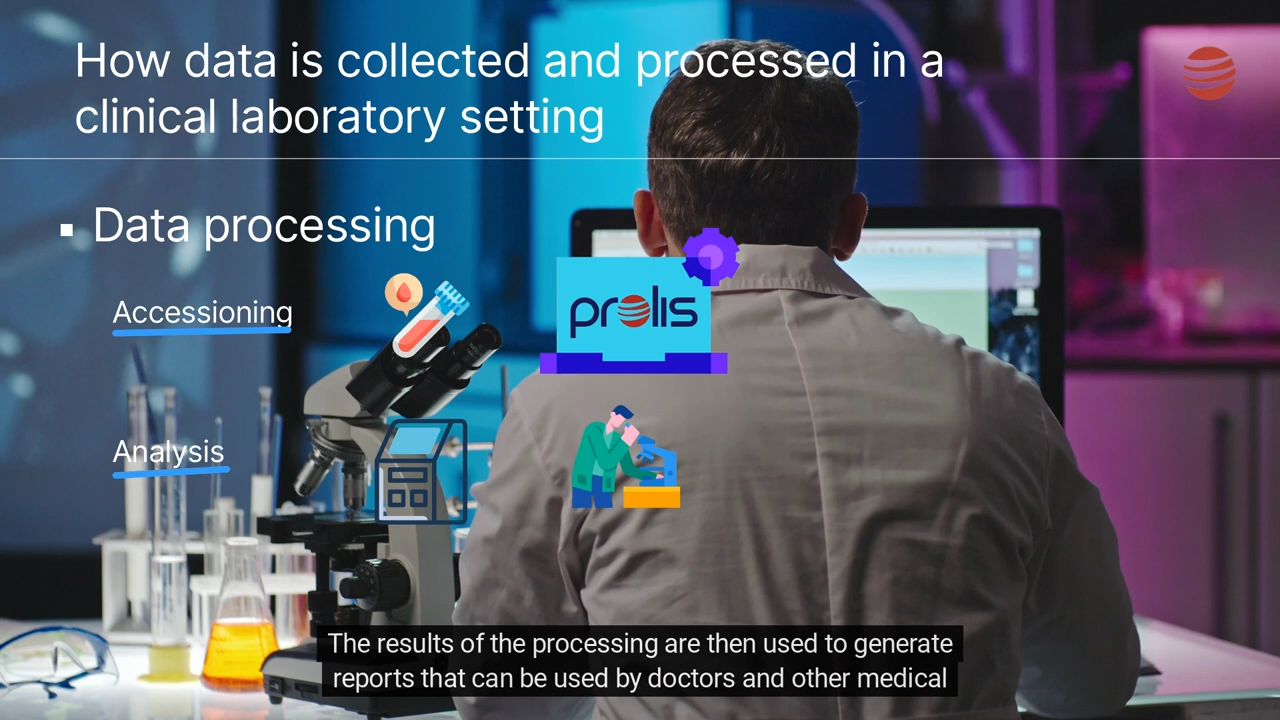 How data is collected and processed in a
clinical laboratory setting
Data processing
Accessioning
prolis
Analysis
The results of the processing are then used to generate
reports that can be used by doctors and other medical